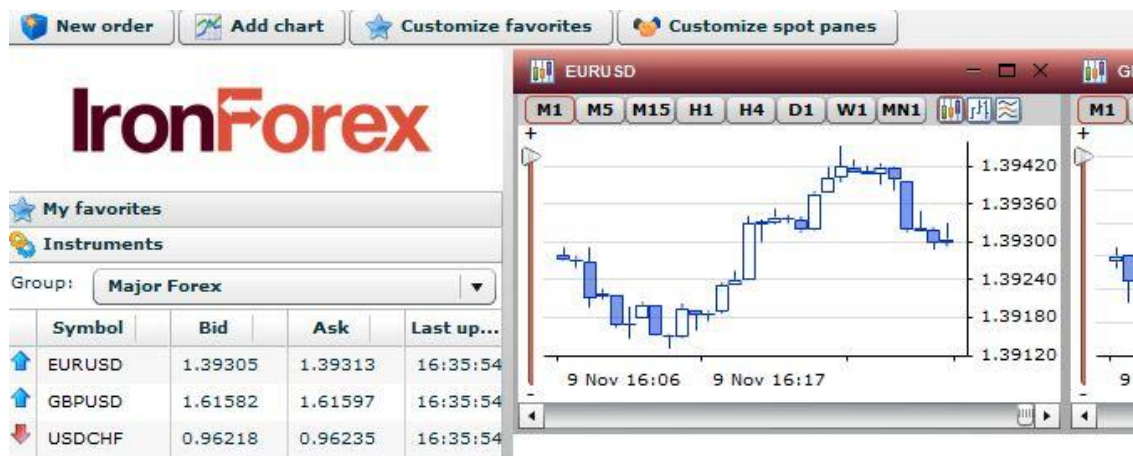 New order Add chart Customize favorites Customize spot panes
IronForex
My favorites
Instruments
Group: Major Forex
Symbol Bid Ask Last up...
EURUSD 1.39305 1.39313 16:35:54
GBPUSD 1.61582 1.61597 16:35:54
USDCHF 0.96218 0.96235 16:35:54
EURUSD
M1 M5 M15 H1 H4 D1 W1 MN1
+
1.39420
1.39360
1.39300
1.39240
1.39180
1.39120
9 Nov 16:06 9 Nov 16:17
-
M1
+
9
-